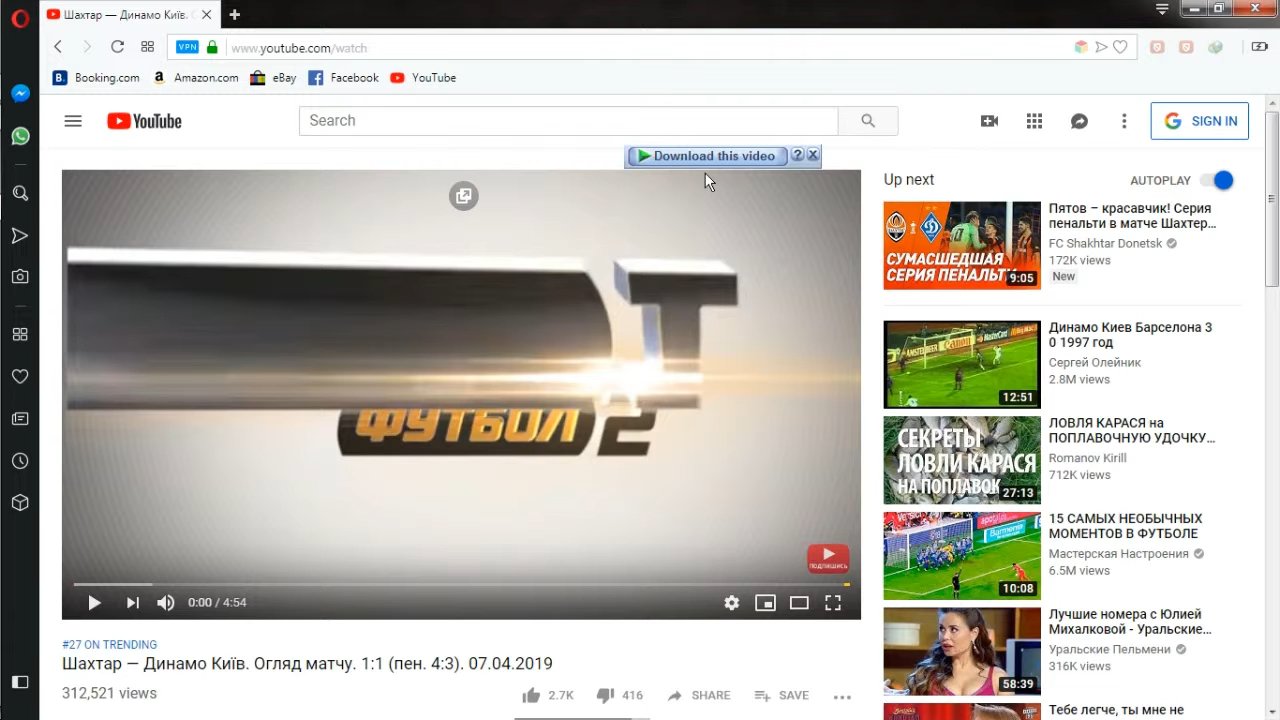 Шахтар — Динамо Київ. О
VPN
www.youtube.com/watch
B. Booking.com
a Amazon.com
eBay
Facebook
YouTube
YouTube
Search
SIGN IN
Download this video
?
ФУТБОЛ 2
ПОДПИШИСЬ
0:00 / 4:54
#27 ON TRENDING
Шахтар — Динамо Київ. Огляд матчу. 1:1 (пен. 4:3). 07.04.2019
312,521 views
2.7K
416
SHARE
SAVE
Up next
AUTOPLAY
СУМАСШЕДШАЯ
СЕРИЯ ПЕНАЛЬТИ
9:05
Пятов – красавчик! Серия
пенальти в матче Шахтер...
FC Shakhtar Donetsk
172K views
New
Canon
12:51
Динамо Киев Барселона 3
0 1997 год
Сергей Олейник
2.8M views
СЕКРЕТЫ
ЛОВЛИ КАРАСЯ
НА ПОПЛАВОК
27:13
ЛОВЛЯ КАРАСЯ на
ПОПЛАВОЧНУЮ УДОЧКУ...
Romanov Kirill
712K views
10:08
15 САМЫХ НЕОБЫЧНЫХ
МОМЕНТОВ В ФУТБОЛЕ
Мастерская Настроения
6.5M views
58:39
Лучшие номера с Юлией
Михалковой - Уральские...
Уральские Пельмени
316K views
Тебе легче, ты мне не